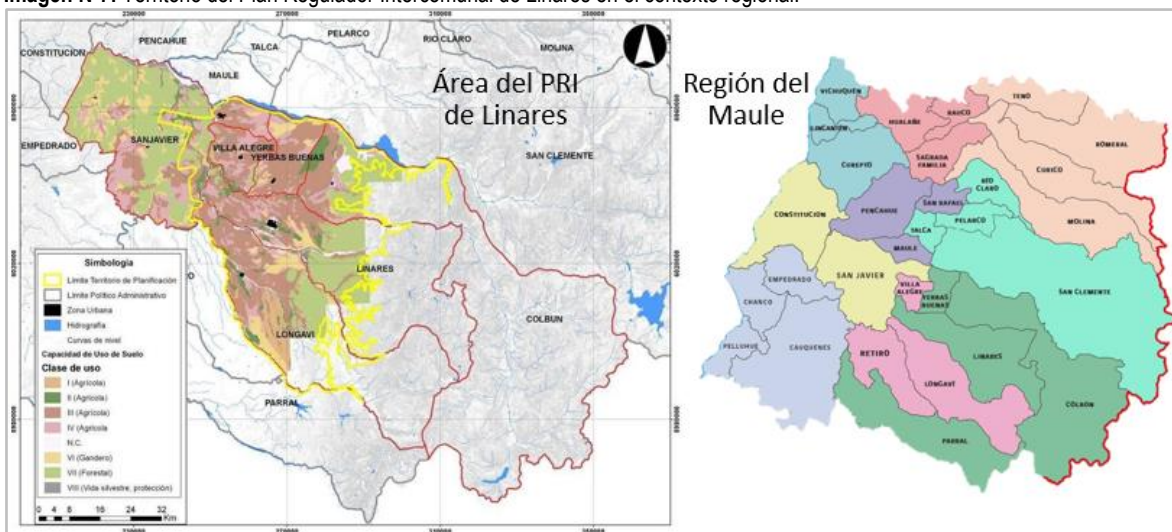 Imagen N°1: Territorio del Plan Regulador Intercomunal de Linares en el contexto regional.
230000 270000 310000 350000
CONSTITUCION
PENCAHUE
TALCA
PELARCO
RIO CLARO
MOLINA
MAULE
Área del PRI
de Linares
EMPEDRADO
SANJAVIER
VILLA ALEGRE
YERBAS BUENAS
SAN CLEMENTE
LINARES
COLBUN
LONGAVI
PARRAL
Simbología
Límite Territorio de Planificación
Límite Político Administrativo
Zona Urbana
Hidrografía
Curvas de nivel
Capacidad de Uso de Suelo
Clase de uso
I (Agrícola)
II (Agrícola)
III (Agrícola)
IV (Agrícola
N.C.
VI (Gandero)
VII (Forestal)
VIII (Vida silvestre, protección)
0 4 8 16 24 32
Km
Región del
Maule
VICHUQUÉN
LICANTÉN
HUALAÑÉ
RAUCO
TENO
ROMERAL
CUREPTO
SAGRADA
FAMILIA
CURICÓ
RÍO
CLARO
MOLINA
CONSTITUCIÓN
PENCAHUE
SAN RAFAEL
PELARCO
TALCA
MAULE
SAN CLEMENTE
EMPEDRADO
SAN JAVIER
VILLA
ALEGRE
YERBAS
BUENAS
CHANCO
PELLUHUE
CAUQUENES
RETIRO
LINARES
LONGAVÍ
COLBÚN
PARRAL